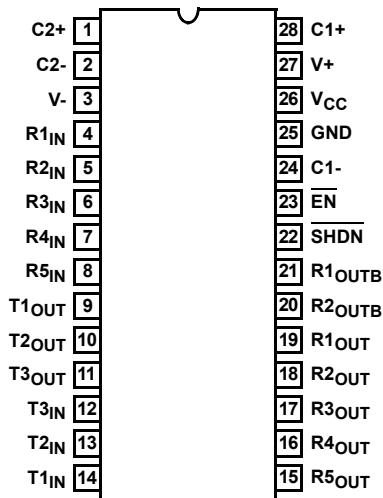 C2+ 1 28 C1+
C2- 2 27 V+
V- 3 26 VCC
R1IN 4 25 GND
R2IN 5 24 C1-
R3IN 6 23 EN
R4IN 7 22 SHDN
R5IN 8 21 R1OUTB
T1OUT 9 20 R2OUTB
T2OUT 10 19 R1OUT
T3OUT 11 18 R2OUT
T3IN 12 17 R3OUT
T2IN 13 16 R4OUT
T1IN 14 15 R5OUT